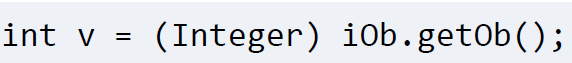 int v = (Integer) iOb.getOb();